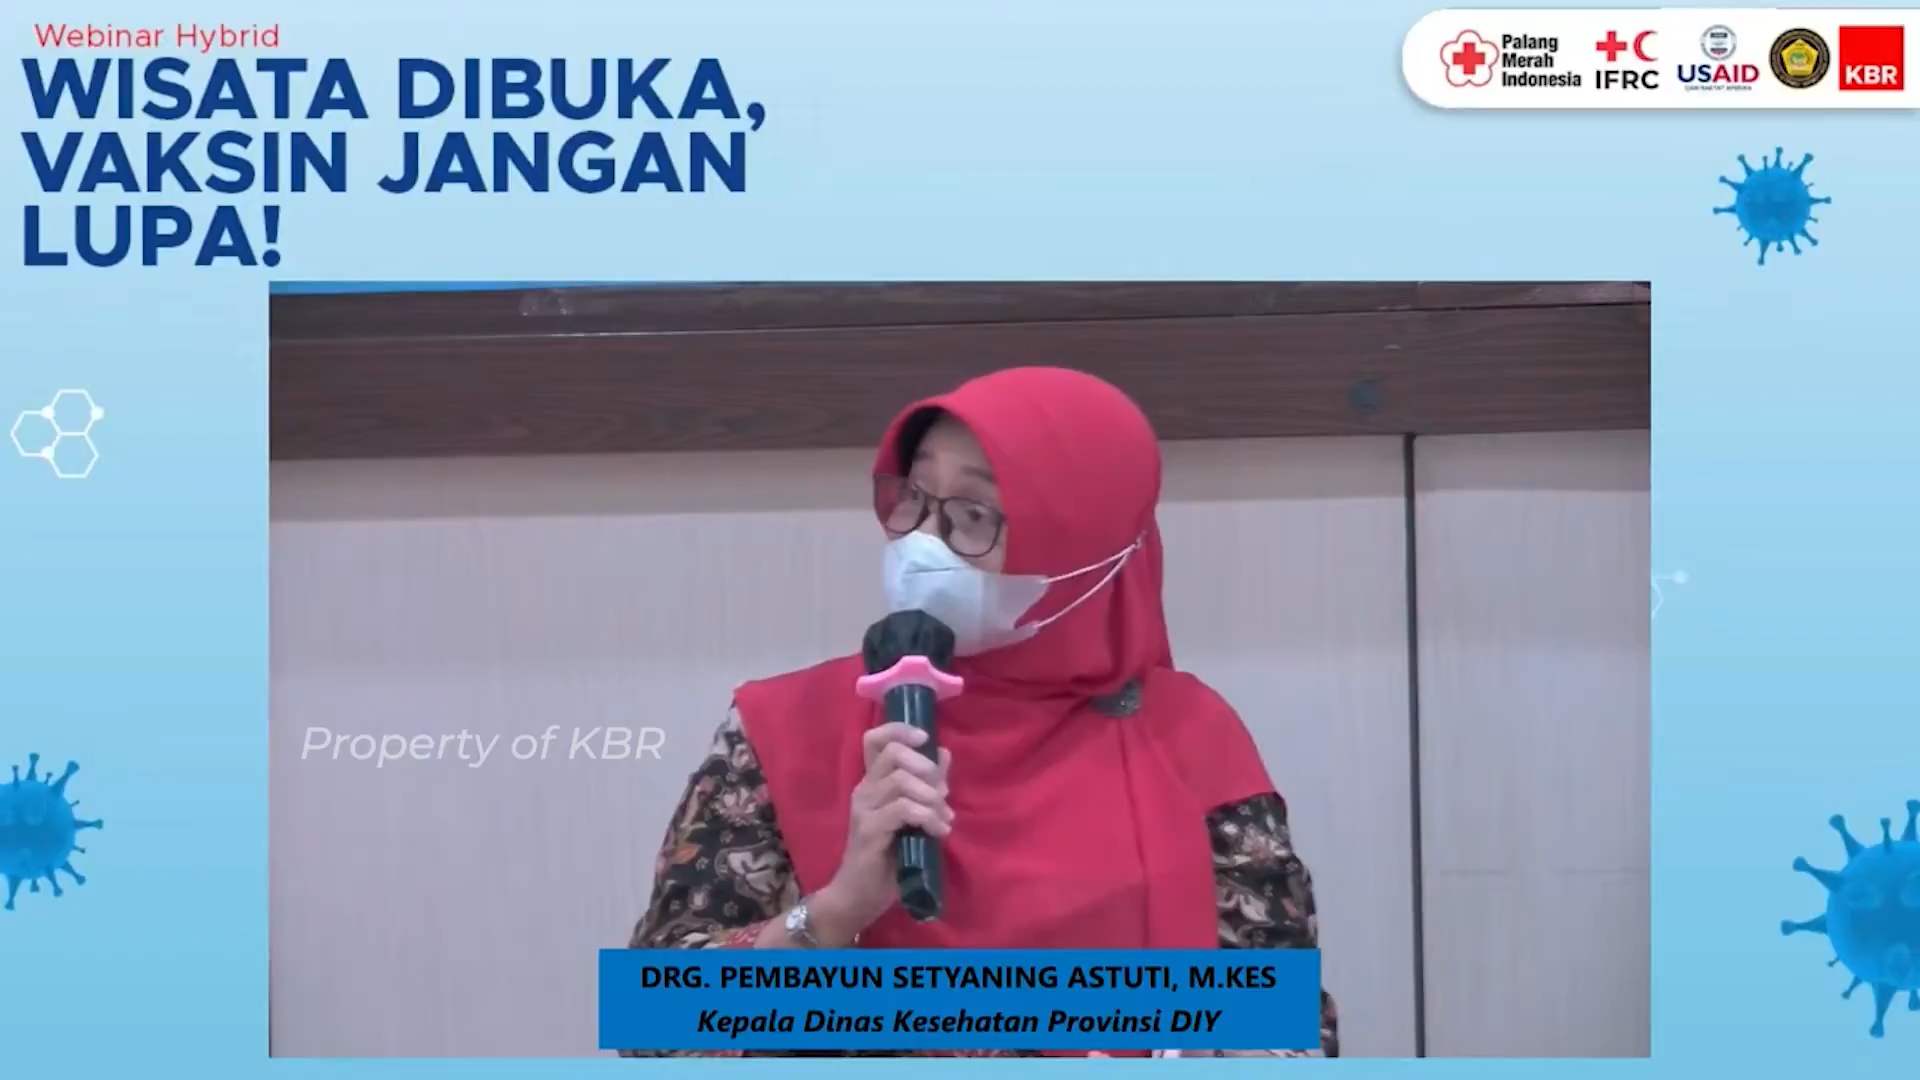 Webinar Hybrid
WISATA DIBUKA,
VAKSIN JANGAN
LUPA!
Palang
Merah
Indonesia
IFRC
USAID
KBR
Property of KBR
DRG. PEMBAYUN SETYANING ASTUTI, M.KES
Kepala Dinas Kesehatan Provinsi DIY